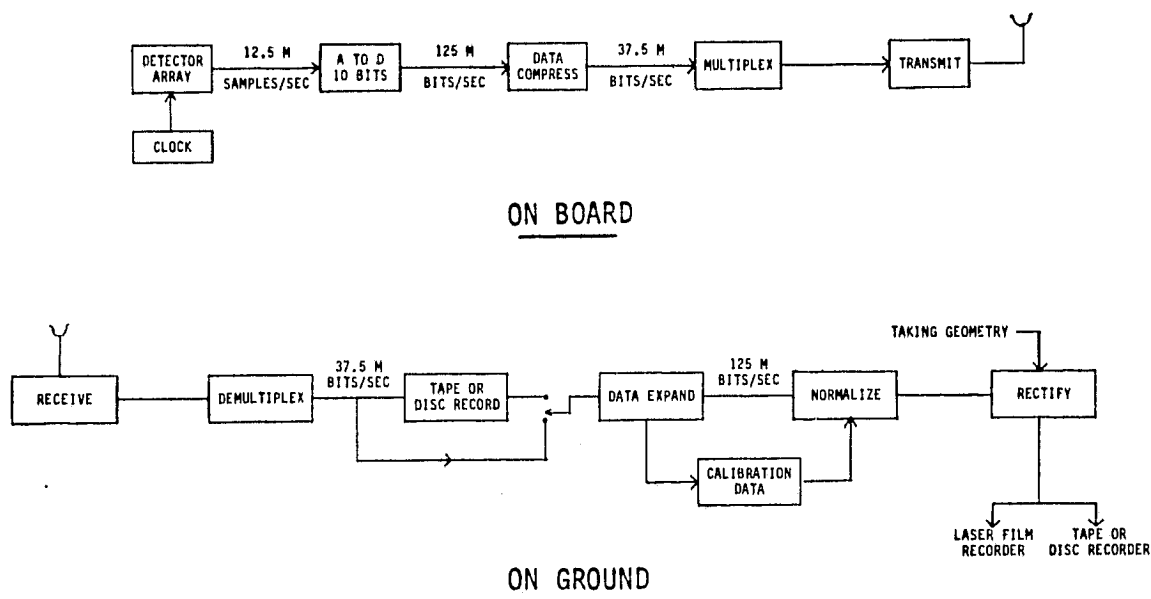 12.5 M
125 M
37.5 M
DETECTOR
ARRAY
A TO D
10 BITS
DATA
COMPRESS
MULTIPLEX
TRANSMIT
SAMPLES/SEC
BITS/SEC
BITS/SEC
CLOCK
ON BOARD
TAKING GEOMETRY
37.5 M
BITS/SEC
125 M
BITS/SEC
RECEIVE
DEMULTIPLEX
TAPE OR
DISC RECORD
DATA EXPAND
NORMALIZE
RECTIFY
CALIBRATION
DATA
LASER FILM
RECORDER
TAPE OR
DISC RECORDER
ON GROUND